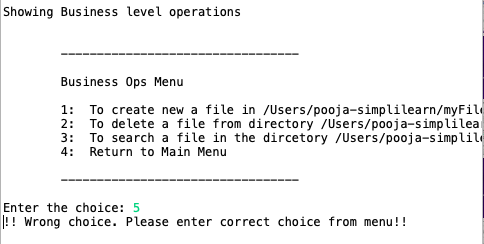 Showing Business level operations
_________________________________
Business Ops Menu
1: To create new a file in /Users/pooja-simplilearn/myFil
2: To delete a file from directory /Users/pooja-simplilea
3: To search a file in the dircetory /Users/pooja-simplil
4: Return to Main Menu
_________________________________
Enter the choice: 5
!! Wrong choice. Please enter correct choice from menu!!